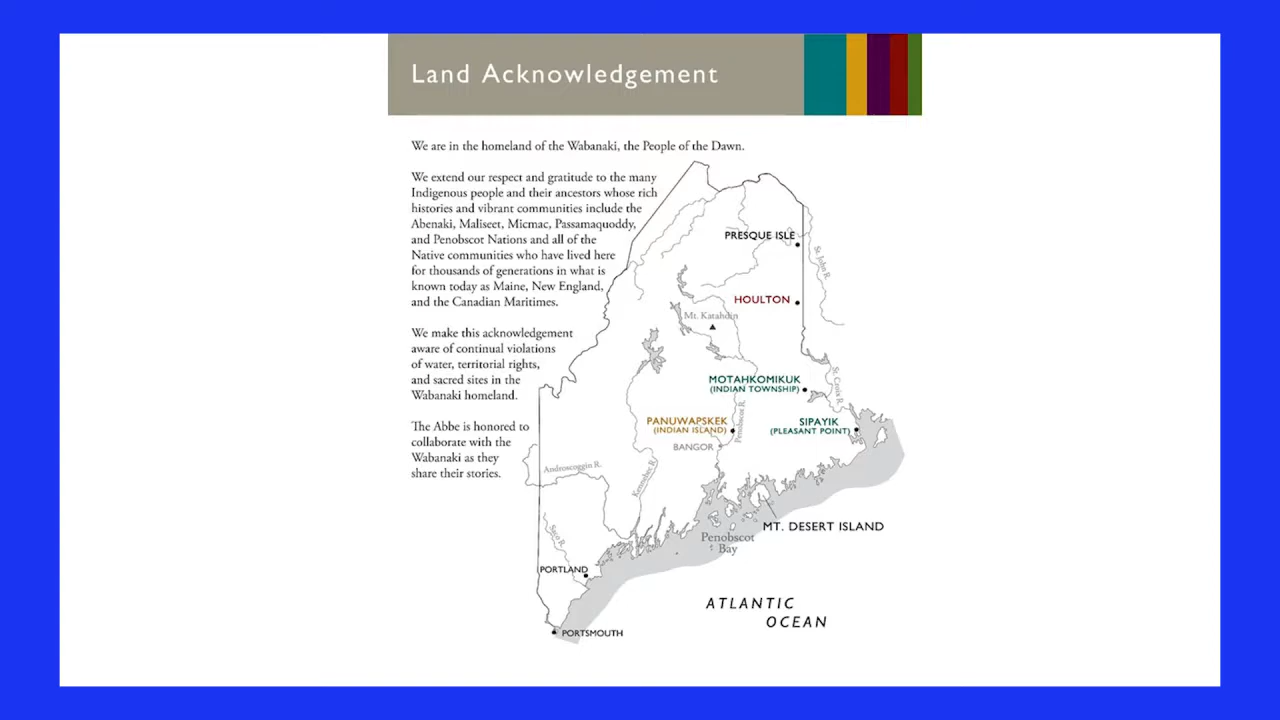 Land Acknowledgement
We are in the homeland of the Wabanaki, the People of the Dawn.
We extend our respect and gratitude to the many
Indigenous people and their ancestors whose rich
histories and vibrant communities include the
Abenaki, Maliseet, Micmac, Passamaquoddy,
and Penobscot Nations and all of the
Native communities who have lived here
for thousands of generations in what is
known today as Maine, New England,
and the Canadian Maritimes.
We make this acknowledgement
aware of continual violations
of water, territorial rights,
and sacred sites in the
Wabanaki homeland.
The Abbe is honored to
collaborate with the
Wabanaki as they
share their stories.
PRESQUE ISLE
St. John R.
HOULTON
Mt. Katahdin
MOTAHKOMIKUK
(INDIAN TOWNSHIP)
St. Croix R.
PANUWAPSKEK
(INDIAN ISLAND)
Penobscot R.
SIPAYIK
(PLEASANT POINT)
BANGOR
Androscoggin R.
Kennebec R.
MT. DESERT ISLAND
Penobscot
Bay
Saco R.
PORTLAND
ATLANTIC
OCEAN
PORTSMOUTH